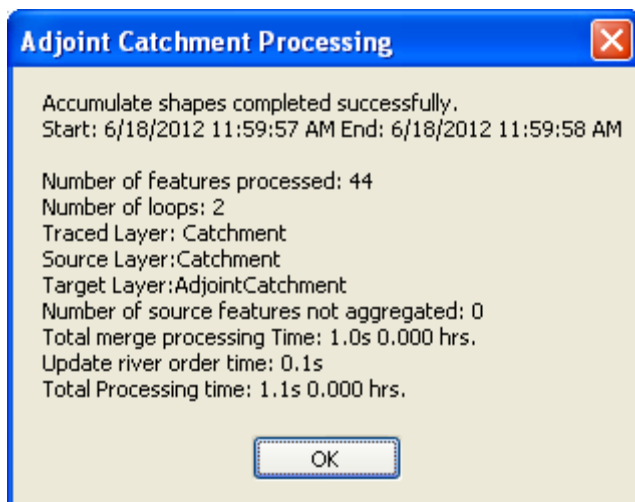 Adjoint Catchment Processing
Accumulate shapes completed successfully.
Start: 6/18/2012 11:59:57 AM End: 6/18/2012 11:59:58 AM
Number of features processed: 44
Number of loops: 2
Traced Layer: Catchment
Source Layer:Catchment
Target Layer:AdjointCatchment
Number of source features not aggregated: 0
Total merge processing Time: 1.0s 0.000 hrs.
Update river order time: 0.1s
Total Processing time: 1.1s 0.000 hrs.
OK